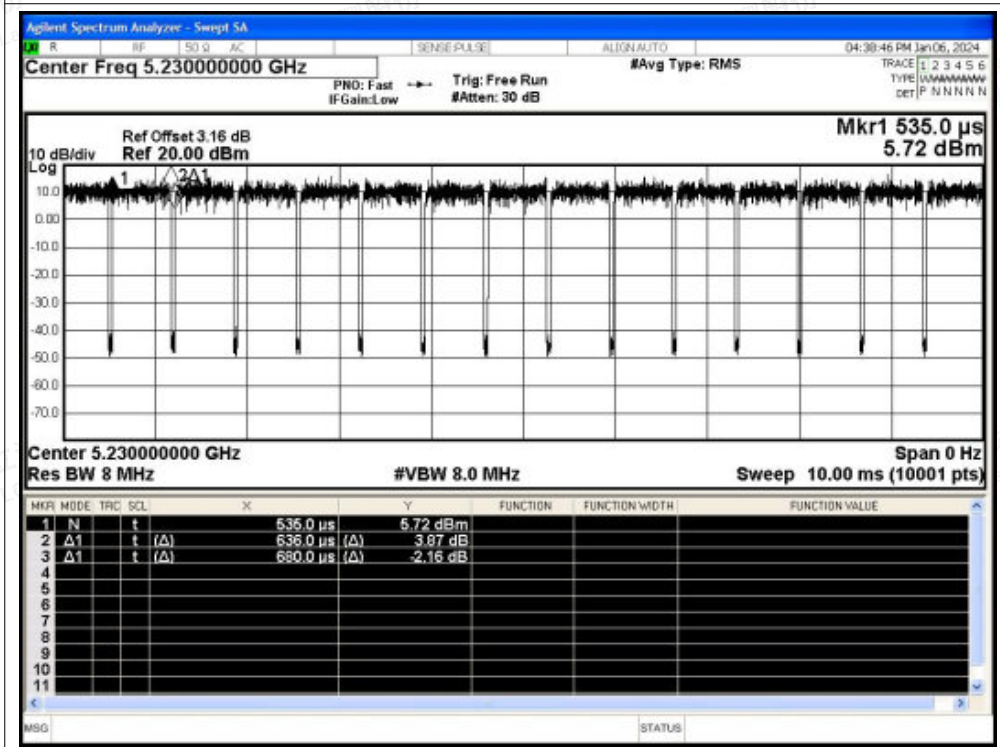 Agilent Spectrum Analyzer - Swept SA
R RF 50 Ω AC SENSE:PULSE ALIGNAUTO 04:38:46 PM Jan 06, 2024
Center Freq 5.230000000 GHz #Avg Type: RMS TRACE 1 2 3 4 5 6
PNO: Fast Trig: Free Run TYPE
IFGain:Low #Atten: 30 dB DET P N N N N N
Mkr1 535.0 µs
Ref Offset 3.16 dB
10 dB/div Ref 20.00 dBm 5.72 dBm
Log
1 2Δ1
10.0
0.00
-10.0
-20.0
-30.0
-40.0
-50.0
-60.0
-70.0
Center 5.230000000 GHz Span 0 Hz
Res BW 8 MHz #VBW 8.0 MHz Sweep 10.00 ms (10001 pts)
MKR MODE TRC SCL X Y FUNCTION FUNCTION WIDTH FUNCTION VALUE
1 N t 535.0 µs 5.72 dBm
2 Δ1 t (Δ) 636.0 µs (Δ) 3.87 dB
3 Δ1 t (Δ) 680.0 µs (Δ) -2.16 dB
4
5
6
7
8
9
10
11
MSG STATUS